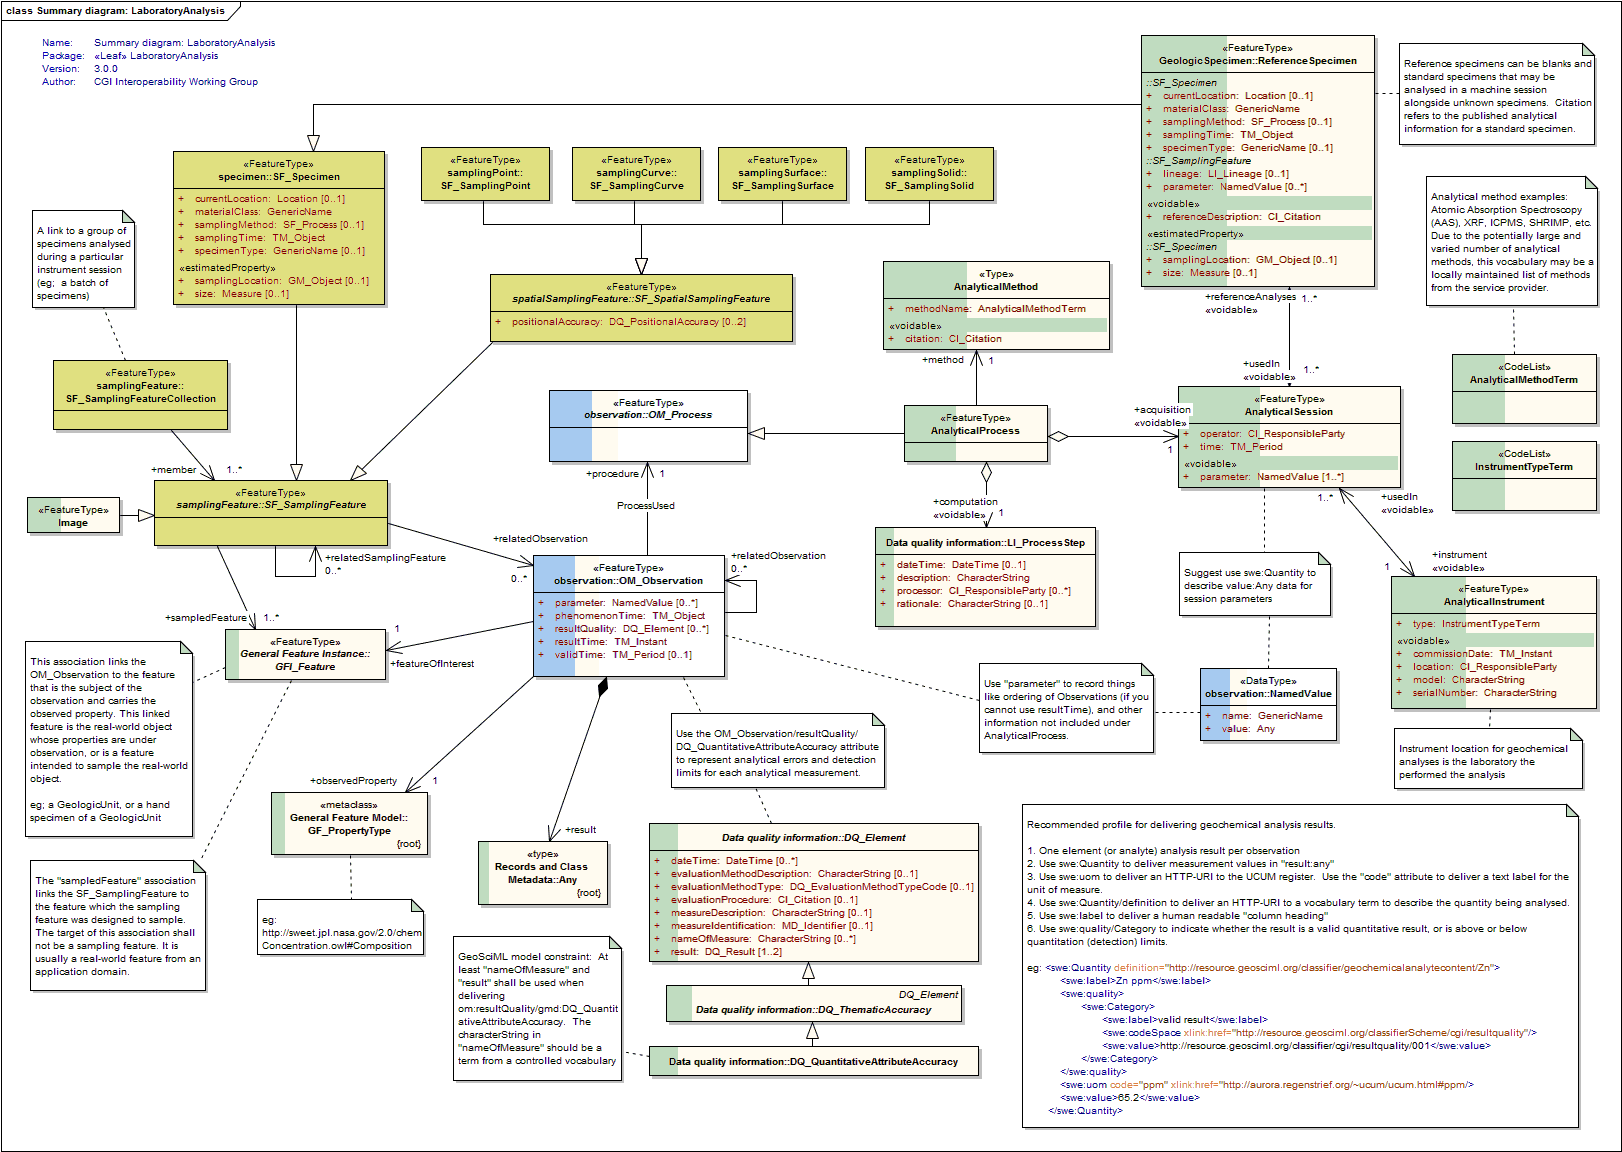 class Summary diagram: LaboratoryAnalysis
Name: Summary diagram: LaboratoryAnalysis
Package: «Leaf» LaboratoryAnalysis
Version: 3.0.0
Author: CGI Interoperability Working Group
«FeatureType»
GeologicSpecimen::ReferenceSpecimen
::SF_Specimen
+ currentLocation: Location [0..1]
+ materialClass: GenericName
+ samplingMethod: SF_Process [0..1]
+ samplingTime: TM_Object
+ specimenType: GenericName [0..1]
::SF_SamplingFeature
+ lineage: LI_Lineage [0..1]
+ parameter: NamedValue [0..*]
«voidable»
+ referenceDescription: CI_Citation
«estimatedProperty»
::SF_Specimen
+ samplingLocation: GM_Object [0..1]
+ size: Measure [0..1]
Reference specimens can be blanks and
standard specimens that may be
analysed in a machine session
alongside unknown specimens. Citation
refers to the published analytical
information for a standard specimen.
«FeatureType»
specimen::SF_Specimen
+ currentLocation: Location [0..1]
+ materialClass: GenericName
+ samplingMethod: SF_Process [0..1]
+ samplingTime: TM_Object
+ specimenType: GenericName [0..1]
«estimatedProperty»
+ samplingLocation: GM_Object [0..1]
+ size: Measure [0..1]
«FeatureType»
samplingPoint::
SF_SamplingPoint
«FeatureType»
samplingCurve::
SF_SamplingCurve
«FeatureType»
samplingSurface::
SF_SamplingSurface
«FeatureType»
samplingSolid::
SF_SamplingSolid
Analytical method examples:
Atomic Absorption Spectroscopy
(AAS), XRF, ICPMS, SHRIMP, etc.
Due to the potentially large and
varied number of analytical
methods, this vocabulary may be a
locally maintained list of methods
from the service provider.
A link to a group of
specimens analysed
during a particular
instrument session
(eg; a batch of
specimens)
«FeatureType»
spatialSamplingFeature::SF_SpatialSamplingFeature
+ positionalAccuracy: DQ_PositionalAccuracy [0..2]
«Type»
AnalyticalMethod
+ methodName: AnalyticalMethodTerm
«voidable»
+ citation: CI_Citation
+method 1
+referenceAnalyses
«voidable»
1..*
+usedIn
«voidable»
1..*
«CodeList»
AnalyticalMethodTerm
«CodeList»
InstrumentTypeTerm
«FeatureType»
samplingFeature::
SF_SamplingFeatureCollection
+member 1..*
«FeatureType»
observation::OM_Process
+procedure 1
ProcessUsed
«FeatureType»
AnalyticalProcess
+acquisition
«voidable»
1
«FeatureType»
AnalyticalSession
+ operator: CI_ResponsibleParty
+ time: TM_Period
«voidable»
+ parameter: NamedValue [1..*]
1..*
+usedIn
«voidable»
+computation
«voidable»
1
«FeatureType»
Image
«FeatureType»
samplingFeature::SF_SamplingFeature
+relatedSamplingFeature
0..*
+relatedObservation
0..*
+relatedObservation
0..*
Data quality information::LI_ProcessStep
+ dateTime: DateTime [0..1]
+ description: CharacterString
+ processor: CI_ResponsibleParty [0..*]
+ rationale: CharacterString [0..1]
Suggest use swe:Quantity to
describe value:Any data for
session parameters
+instrument
«voidable»
1
«FeatureType»
AnalyticalInstrument
+ type: InstrumentTypeTerm
«voidable»
+ commissionDate: TM_Instant
+ location: CI_ResponsibleParty
+ model: CharacterString
+ serialNumber: CharacterString
«FeatureType»
observation::OM_Observation
+ parameter: NamedValue [0..*]
+ phenomenonTime: TM_Object
+ resultQuality: DQ_Element [0..*]
+ resultTime: TM_Instant
+ validTime: TM_Period [0..1]
+sampledFeature 1..*
1
+featureOfInterest
«FeatureType»
General Feature Instance::
GFI_Feature
This association links the
OM_Observation to the feature
that is the subject of the
observation and carries the
observed property. This linked
feature is the real-world object
whose properties are under
observation, or is a feature
intended to sample the real-world
object.
eg; a GeologicUnit, or a hand
specimen of a GeologicUnit
Use "parameter" to record things
like ordering of Observations (if you
cannot use resultTime), and other
information not included under
AnalyticalProcess.
«DataType»
observation::NamedValue
+ name: GenericName
+ value: Any
Instrument location for geochemical
analyses is the laboratory the
performed the analysis
Use the OM_Observation/resultQuality/
DQ_QuantitativeAttributeAccuracy attribute
to represent analytical errors and detection
limits for each analytical measurement.
+observedProperty 1
«metaclass»
General Feature Model::
GF_PropertyType
{root}
+result
«type»
Records and Class
Metadata::Any
{root}
The "sampledFeature" association
links the SF_SamplingFeature to
the feature which the sampling
feature was designed to sample.
The target of this association shall
not be a sampling feature. It is
usually a real-world feature from an
application domain.
eg:
http://sweet.jpl.nasa.gov/2.0/chem
Concentration.owl#Composition
Data quality information::DQ_Element
+ dateTime: DateTime [0..*]
+ evaluationMethodDescription: CharacterString [0..1]
+ evaluationMethodType: DQ_EvaluationMethodTypeCode [0..1]
+ evaluationProcedure: CI_Citation [0..1]
+ measureDescription: CharacterString [0..1]
+ measureIdentification: MD_Identifier [0..1]
+ nameOfMeasure: CharacterString [0..*]
+ result: DQ_Result [1..2]
GeoSciML model constraint: At
least "nameOfMeasure" and
"result" shall be used when
delivering
om:resultQuality/gmd:DQ_Quantit
ativeAttributeAccuracy. The
characterString in
"nameOfMeasure" should be a
term from a controlled vocabulary
DQ_Element
Data quality information::DQ_ThematicAccuracy
Data quality information::DQ_QuantitativeAttributeAccuracy
Recommended profile for delivering geochemical analysis results.
1. One element (or analyte) analysis result per observation
2. Use swe:Quantity to deliver measurement values in "result:any"
3. Use swe:uom to deliver an HTTP-URI to the UCUM register. Use the "code" attribute to deliver a text label for the
unit of measure.
4. Use swe:Quantity/definition to deliver an HTTP-URI to a vocabulary term to describe the quantity being analysed.
5. Use swe:label to deliver a human readable "column heading"
6. Use swe:quality/Category to indicate whether the result is a valid quantitative result, or is above or below
quantitation (detection) limits.
eg: <swe:Quantity definition="http://resource.geosciml.org/classifier/geochemicalanalytecontent/Zn">
<swe:label>Zn ppm</swe:label>
<swe:quality>
<swe:Category>
<swe:label>valid result</swe:label>
<swe:codeSpace xlink:href="http://resource.geosciml.org/classifierScheme/cgi/resultquality"/>
<swe:value>http://resource.geosciml.org/classifier/cgi/resultquality/001</swe:value>
</swe:Category>
</swe:quality>
<swe:uom code="ppm" xlink:href="http://aurora.regenstrief.org/~ucum/ucum.html#ppm/>
<swe:value>65.2</swe:value>
</swe:Quantity>